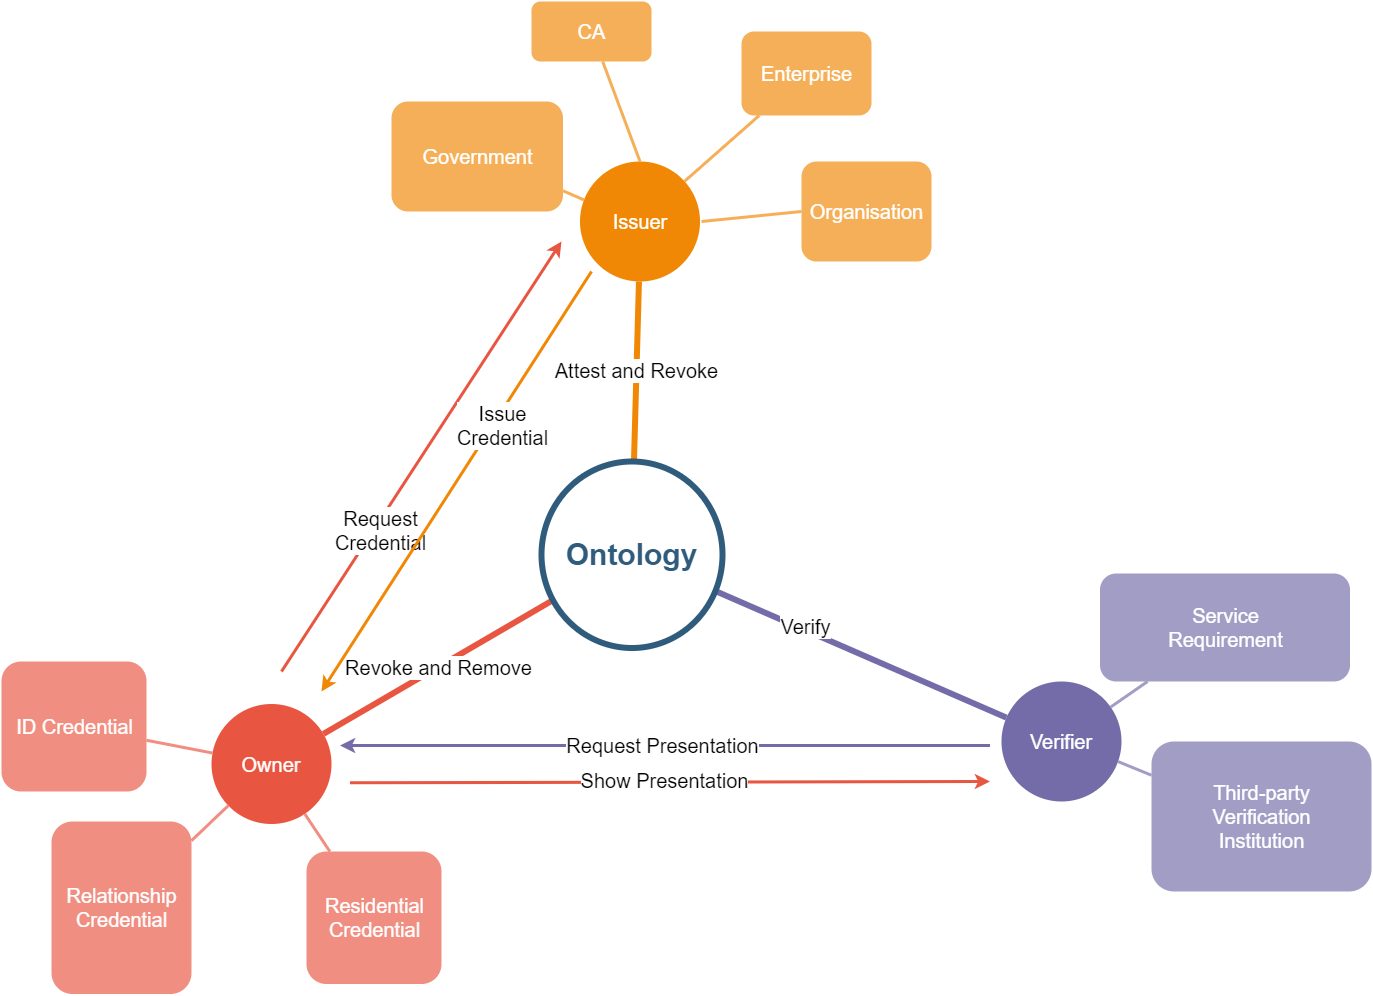 CA
Enterprise
Government
Organisation
Issuer
Attest and Revoke
Issue
Credential
Request
Credential
Ontology
Service
Requirement
Verify
Revoke and Remove
ID Credential
Owner
Verifier
Request Presentation
Show Presentation
Third-party
Verification
Institution
Relationship
Credential
Residential
Credential